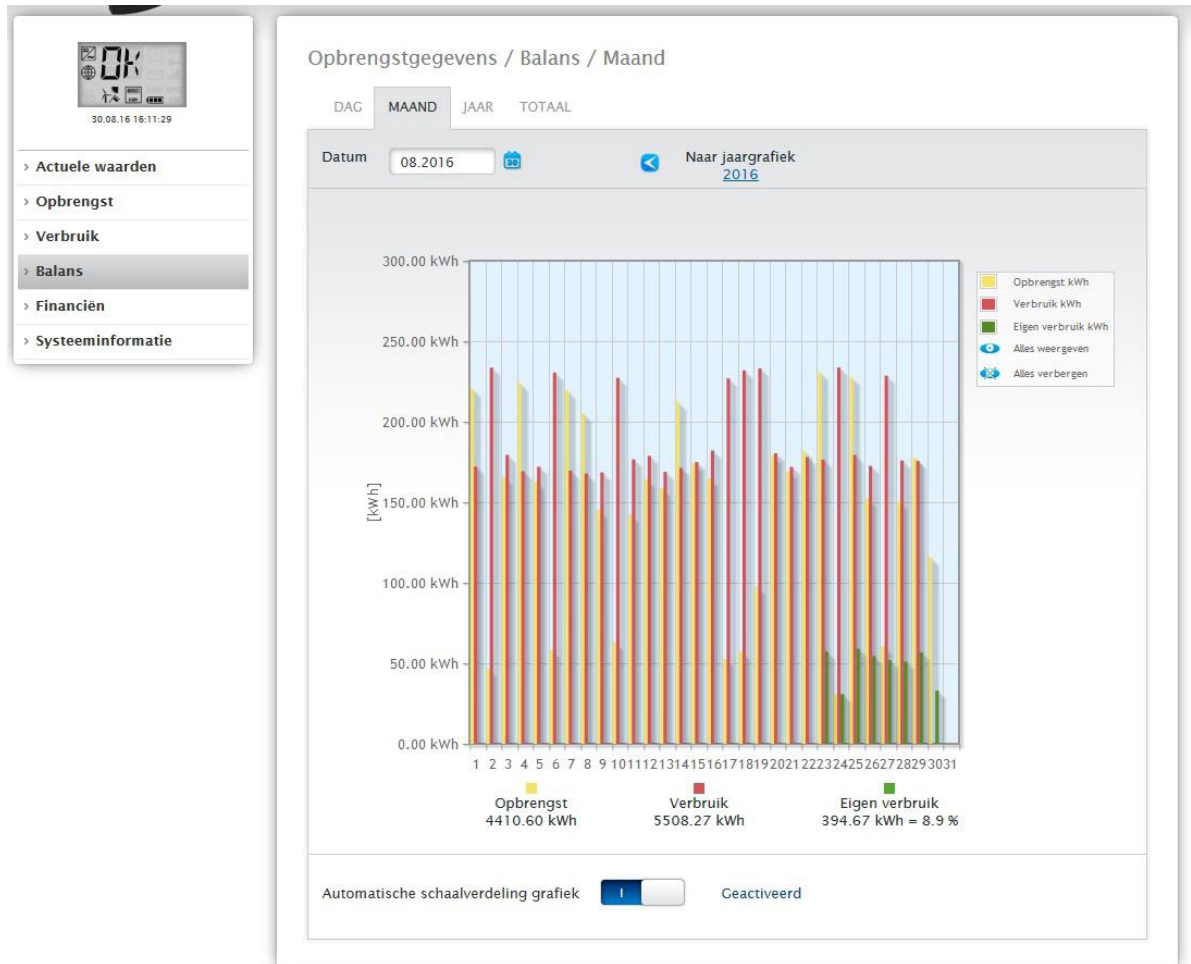 OK
30.08.16 16:11:29
› Actuele waarden
› Opbrengst
› Verbruik
› Balans
› Financiën
› Systeeminformatie
Opbrengstgegevens / Balans / Maand
DAG MAAND JAAR TOTAAL
Datum 08.2016 30 Naar jaargrafiek
2016
300.00 kWh
250.00 kWh
200.00 kWh
150.00 kWh
100.00 kWh
50.00 kWh
0.00 kWh
[kWh]
1 2 3 4 5 6 7 8 9 10 11 12 13 14 15 16 17 18 19 20 21 22 23 24 25 26 27 28 29 30 31
Opbrengst kWh
Verbruik kWh
Eigen verbruik kWh
Alles weergeven
Alles verbergen
Opbrengst
4410.60 kWh
Verbruik
5508.27 kWh
Eigen verbruik
394.67 kWh = 8.9 %
Automatische schaalverdeling grafiek I Geactiveerd